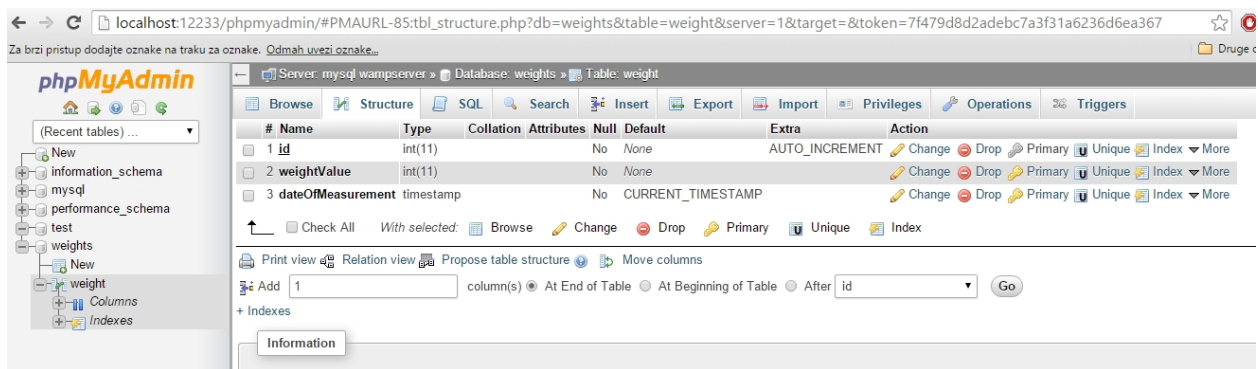 localhost:12233/phpmyadmin/#PMAURL-85:tbl_structure.php?db=weights&table=weight&server=1&target=&token=7f479d8d2adebc7a3f31a6236d6ea367
Za brzi pristup dodajte oznake na traku za oznake. Odmah uvezi oznake...
Druge o
phpMyAdmin
(Recent tables) ...
New
information_schema
mysql
performance_schema
test
weights
New
weight
Columns
Indexes
Server: mysql wampserver » Database: weights » Table: weight
Browse Structure SQL Search Insert Export Import Privileges Operations Triggers
# Name Type Collation Attributes Null Default Extra Action
1 id int(11) No None AUTO_INCREMENT Change Drop Primary Unique Index More
2 weightValue int(11) No None Change Drop Primary Unique Index More
3 dateOfMeasurement timestamp No CURRENT_TIMESTAMP Change Drop Primary Unique Index More
Check All With selected: Browse Change Drop Primary Unique Index
Print view Relation view Propose table structure Move columns
Add 1 column(s) At End of Table At Beginning of Table After id Go
+ Indexes
Information